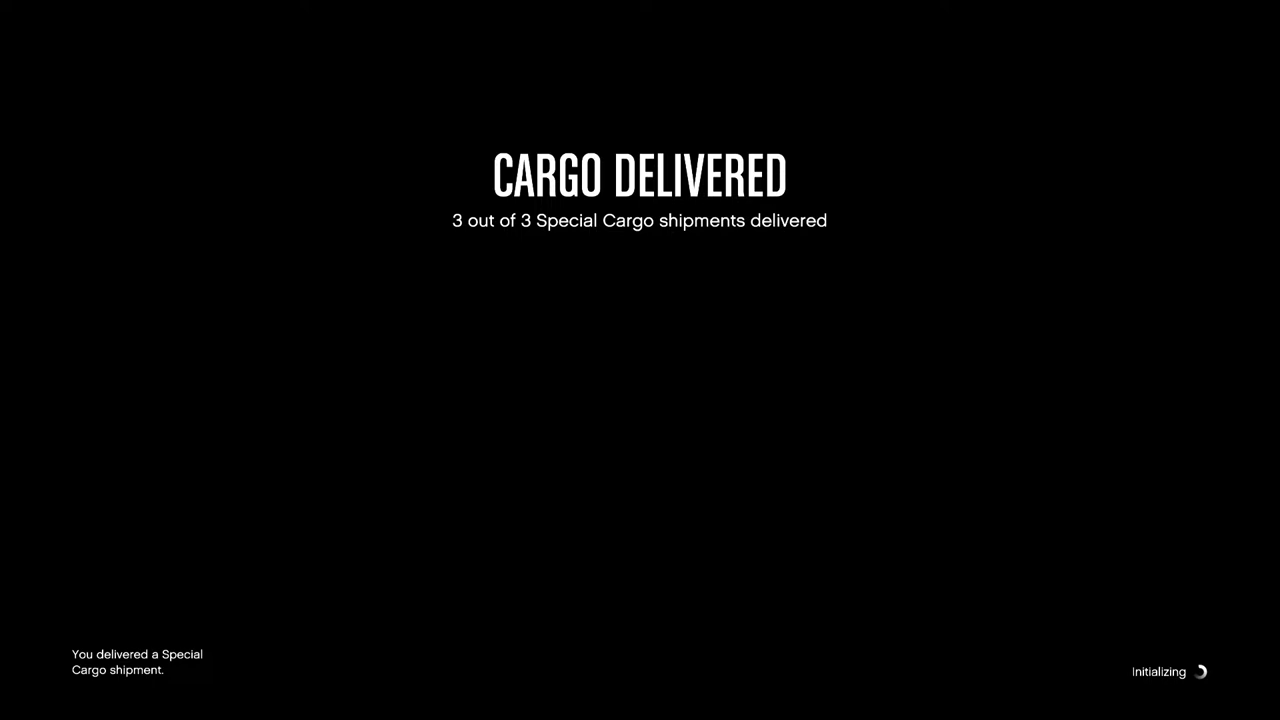 CARGO DELIVERED
3 out of 3 Special Cargo shipments delivered
You delivered a Special
Cargo shipment.
Initializing